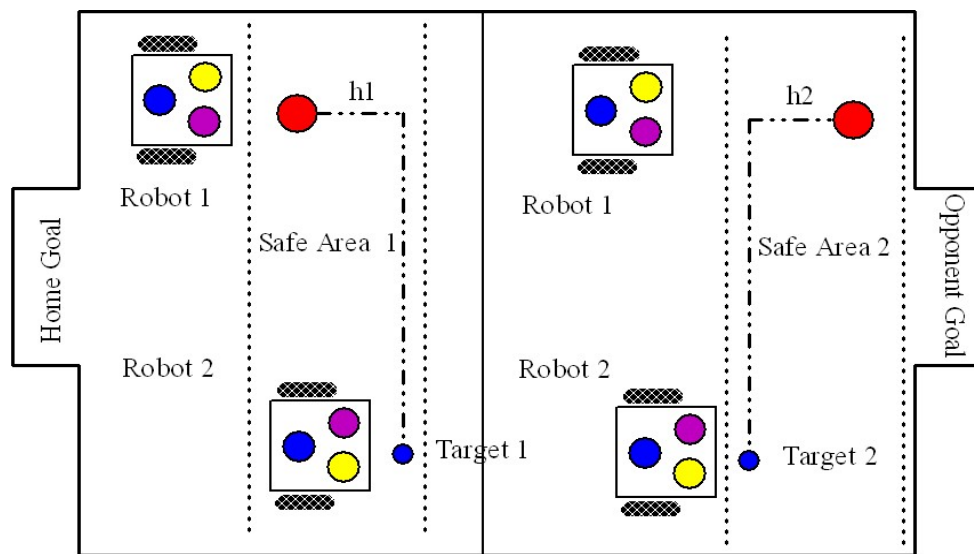 h1
h2
Robot 1
Robot 1
Safe Area 1
Safe Area 2
Home Goal
Opponent Goal
Robot 2
Robot 2
Target 1
Target 2